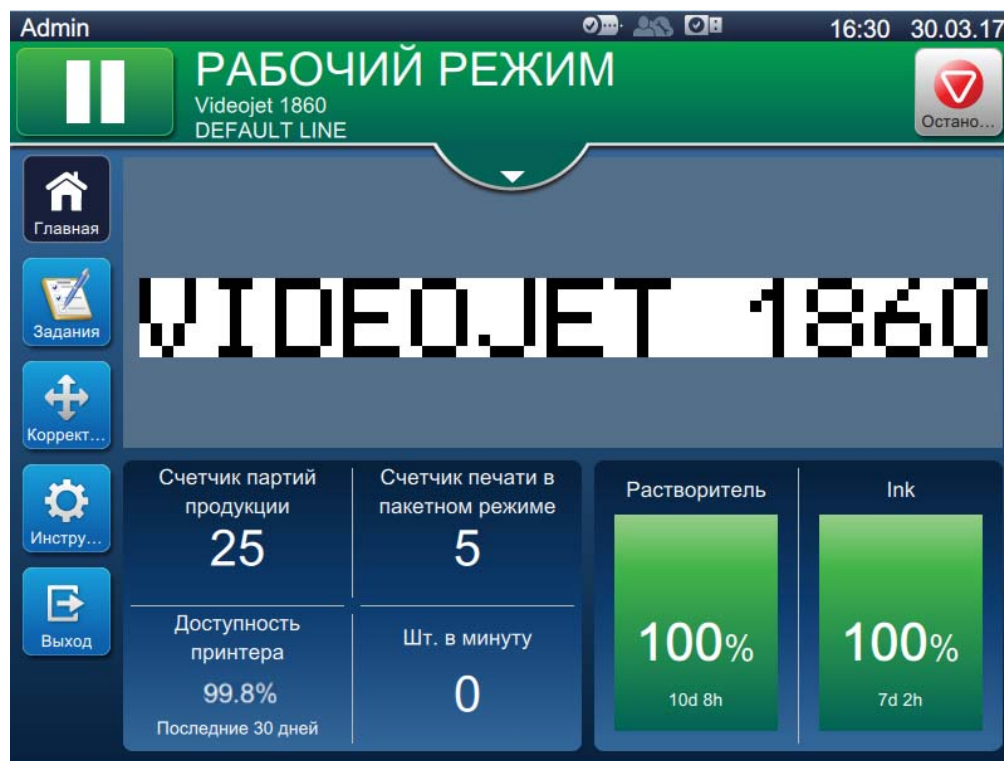 Admin
16:30 30.03.17
РАБОЧИЙ РЕЖИМ
Videojet 1860
DEFAULT LINE
Остано...
Главная
Задания
Коррект...
Инстру...
Выход
VIDEOJET 1860
Счетчик партий
продукции
25
Счетчик печати в
пакетном режиме
5
Доступность
принтера
99.8%
Последние 30 дней
Шт. в минуту
0
Растворитель
100%
10d 8h
Ink
100%
7d 2h